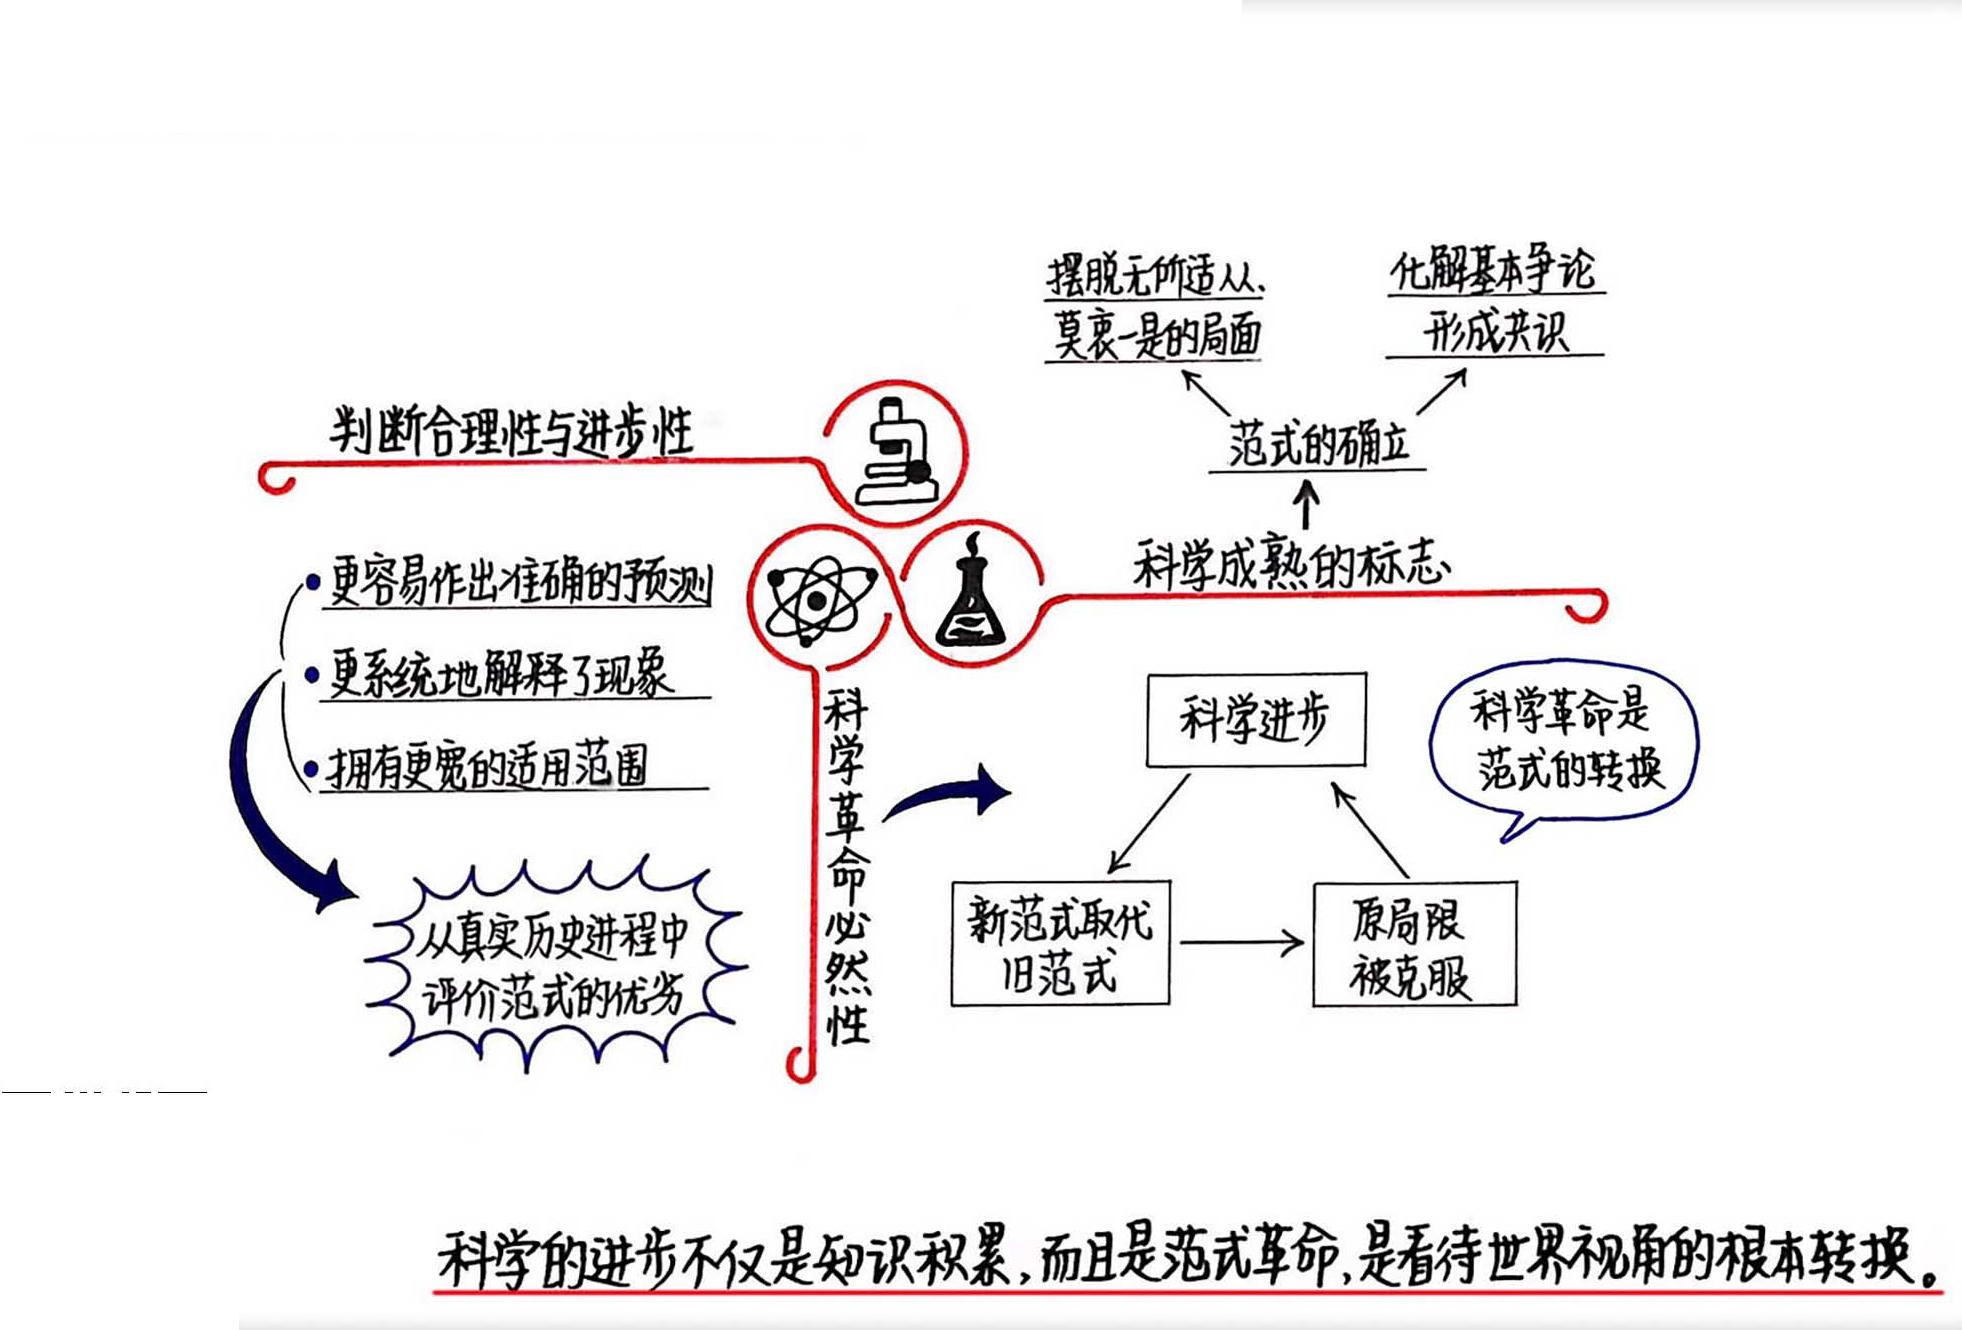 摆脱无所适从、
莫衷一是的局面
化解基本争论
形成共识
范式的确立
科学成熟的标志
判断合理性与进步性
更容易作出准确的预测
更系统地解释了现象
拥有更宽的适用范围
从真实历史进程中
评价范式的优劣
科学革命必然性
科学进步
新范式取代
旧范式
原局限
被克服
科学革命是
范式的转换
科学的进步不仅是知识积累,而且是范式革命,是看待世界视角的根本转换。